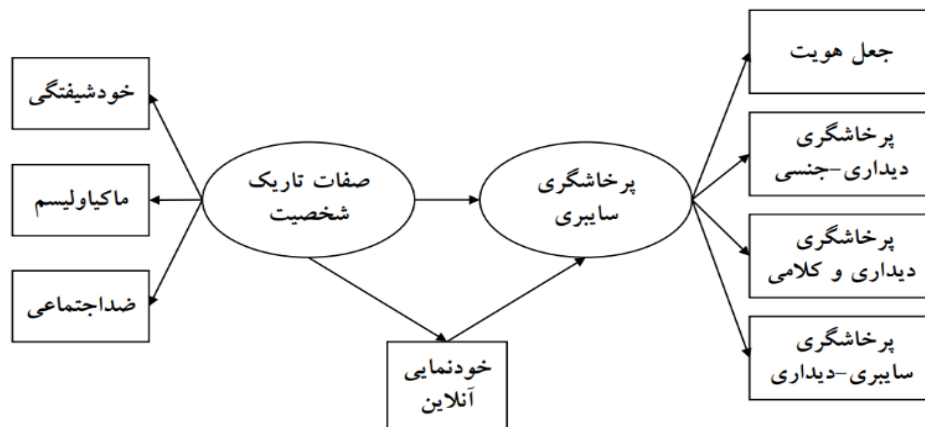 جعل هویت
خودشیفتگی
پرخاشگری
دیداری-جنسی
صفات تاریک
شخصیت
پرخاشگری
سایبری
ماکیاولیسم
پرخاشگری
دیداری و کلامی
ضداجتماعی
پرخاشگری
سایبری-دیداری
خودنمایی
آنلاین